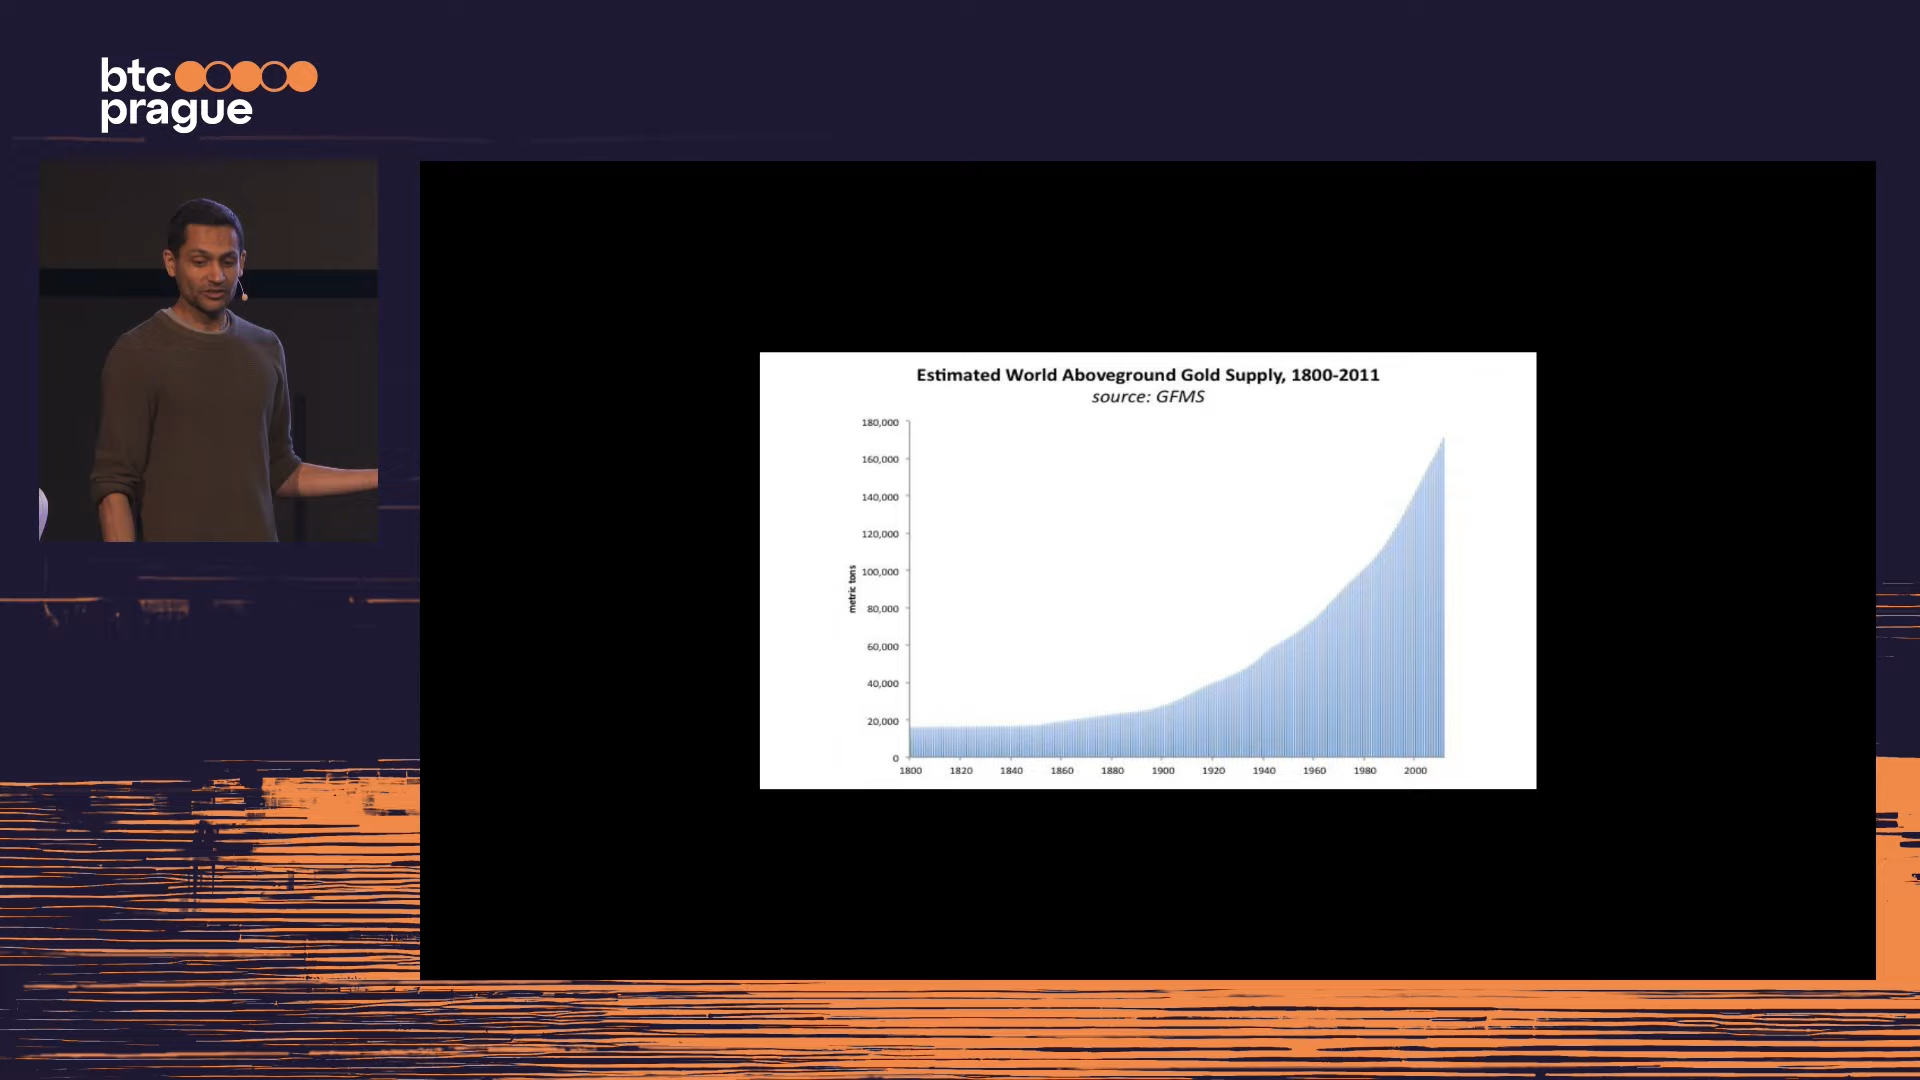 btc
prague
Estimated World Aboveground Gold Supply, 1800-2011
source: GFMS
180,000
160,000
140,000
120,000
100,000
80,000
60,000
40,000
20,000
0
metric tons
1800 1820 1840 1860 1880 1900 1920 1940 1960 1980 2000